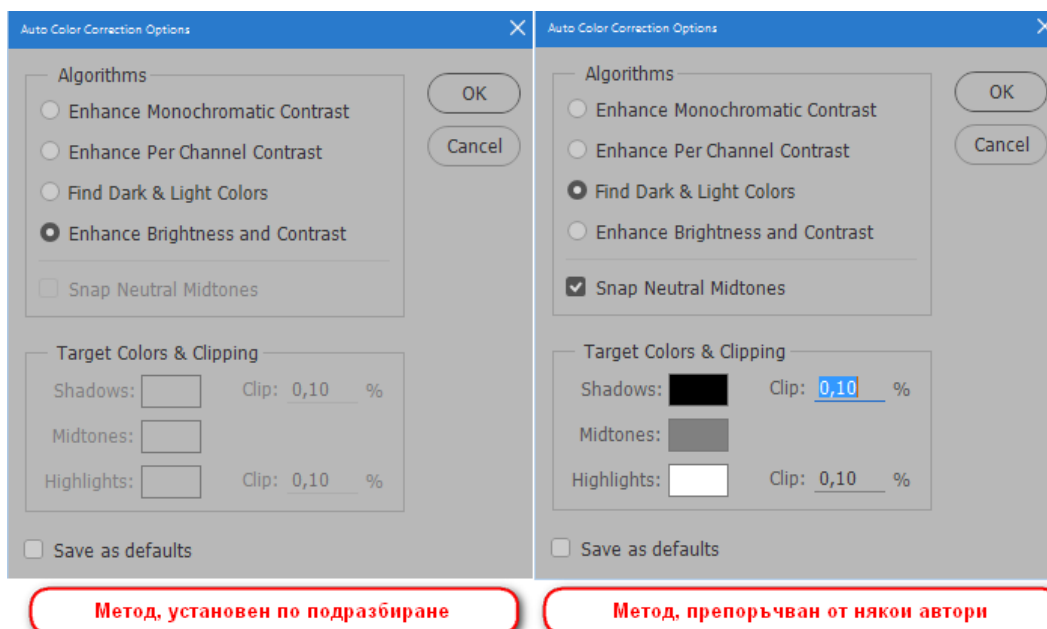 Auto Color Correction Options
Algorithms
Enhance Monochromatic Contrast
Enhance Per Channel Contrast
Find Dark & Light Colors
Enhance Brightness and Contrast
Snap Neutral Midtones
OK
Cancel
Target Colors & Clipping
Shadows: Clip: 0,10 %
Midtones:
Highlights: Clip: 0,10 %
Save as defaults
Метод, установен по подразбиране
Auto Color Correction Options
Algorithms
Enhance Monochromatic Contrast
Enhance Per Channel Contrast
Find Dark & Light Colors
Enhance Brightness and Contrast
Snap Neutral Midtones
OK
Cancel
Target Colors & Clipping
Shadows: Clip: 0,10 %
Midtones:
Highlights: Clip: 0,10 %
Save as defaults
Метод, препоръчван от някои автори